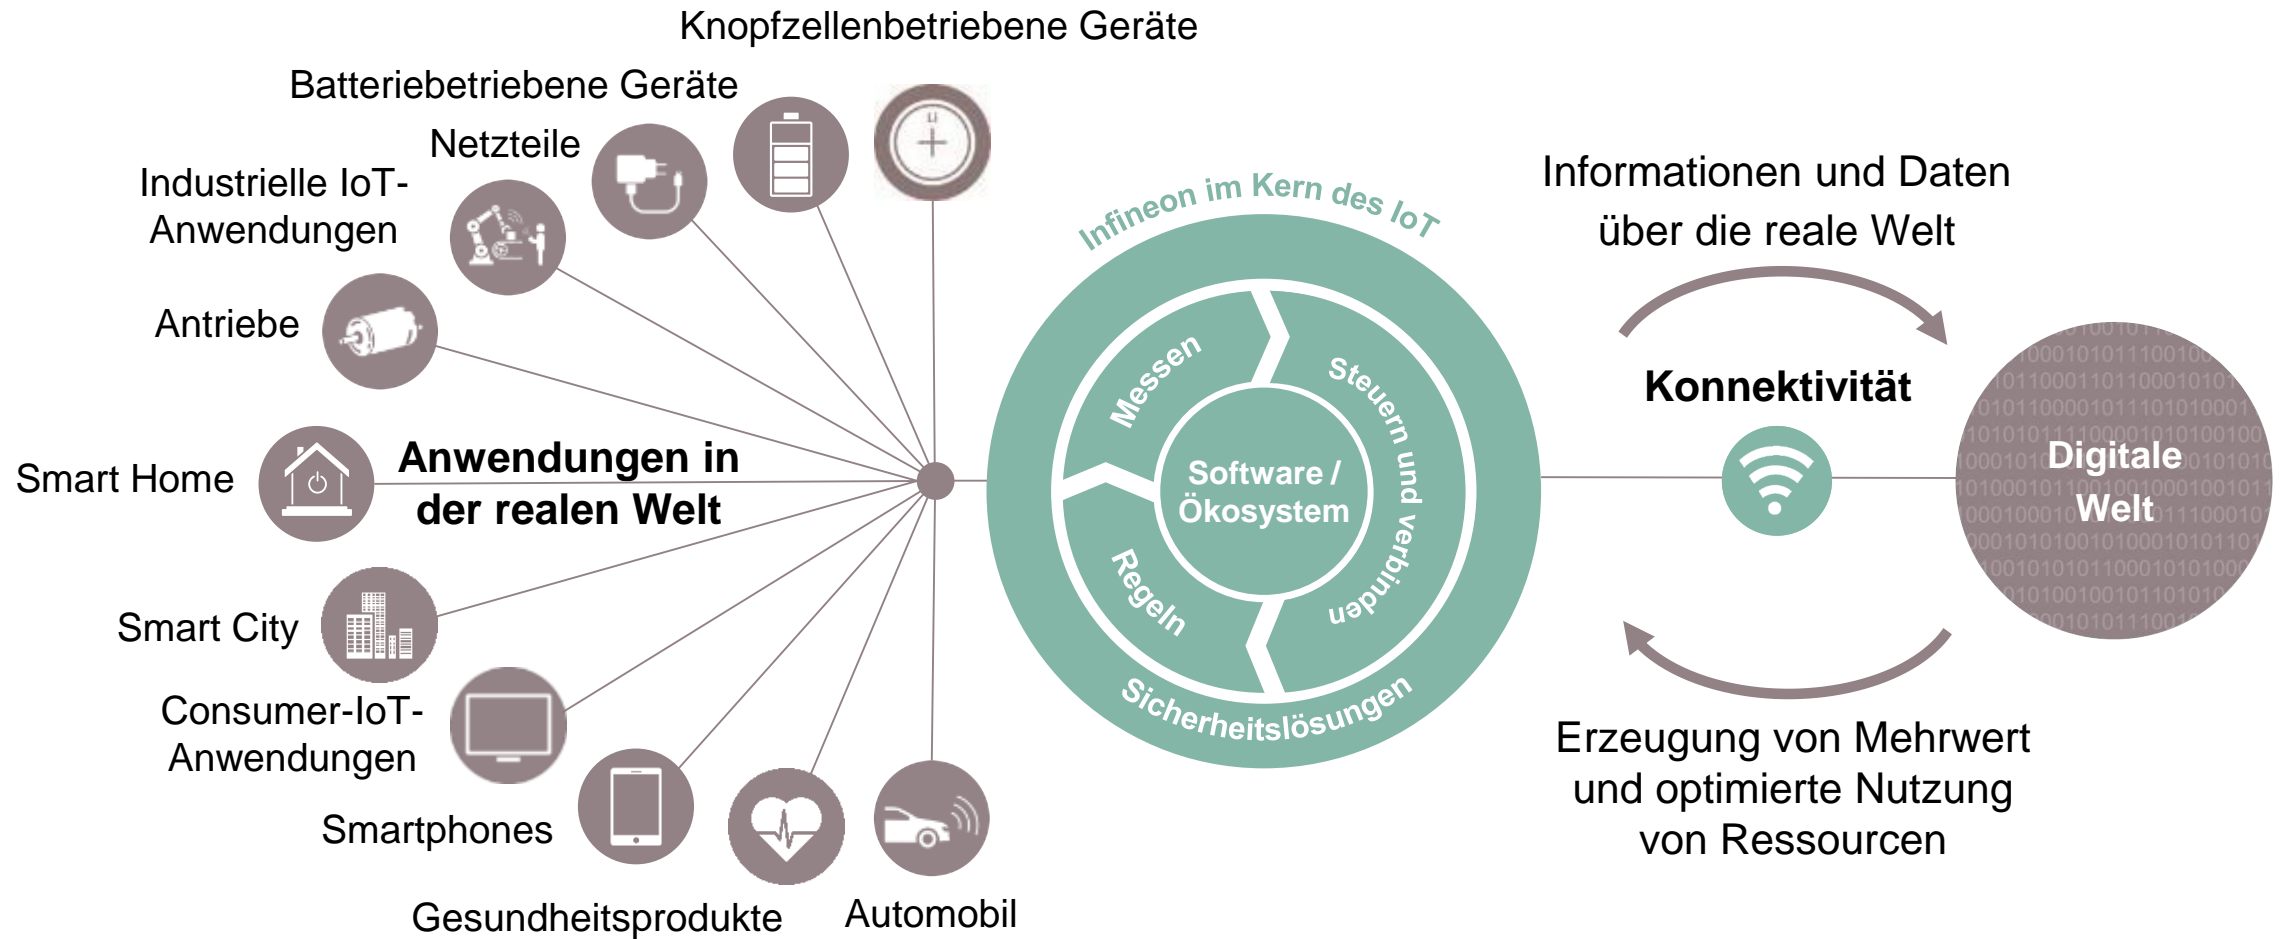 Knopfzellenbetriebene Geräte
Batteriebetriebene Geräte
Netzteile
Industrielle IoT-
Anwendungen
Antriebe
Smart Home
Smart City
Consumer-IoT-
Anwendungen
Smartphones
Gesundheitsprodukte
Automobil
Anwendungen in
der realen Welt
Infineon im Kern des IoT
Messen
Steuern und verbinden
Regeln
Software /
Ökosystem
Sicherheitslösungen
Informationen und Daten
über die reale Welt
Konnektivität
Digitale
Welt
Erzeugung von Mehrwert
und optimierte Nutzung
von Ressourcen